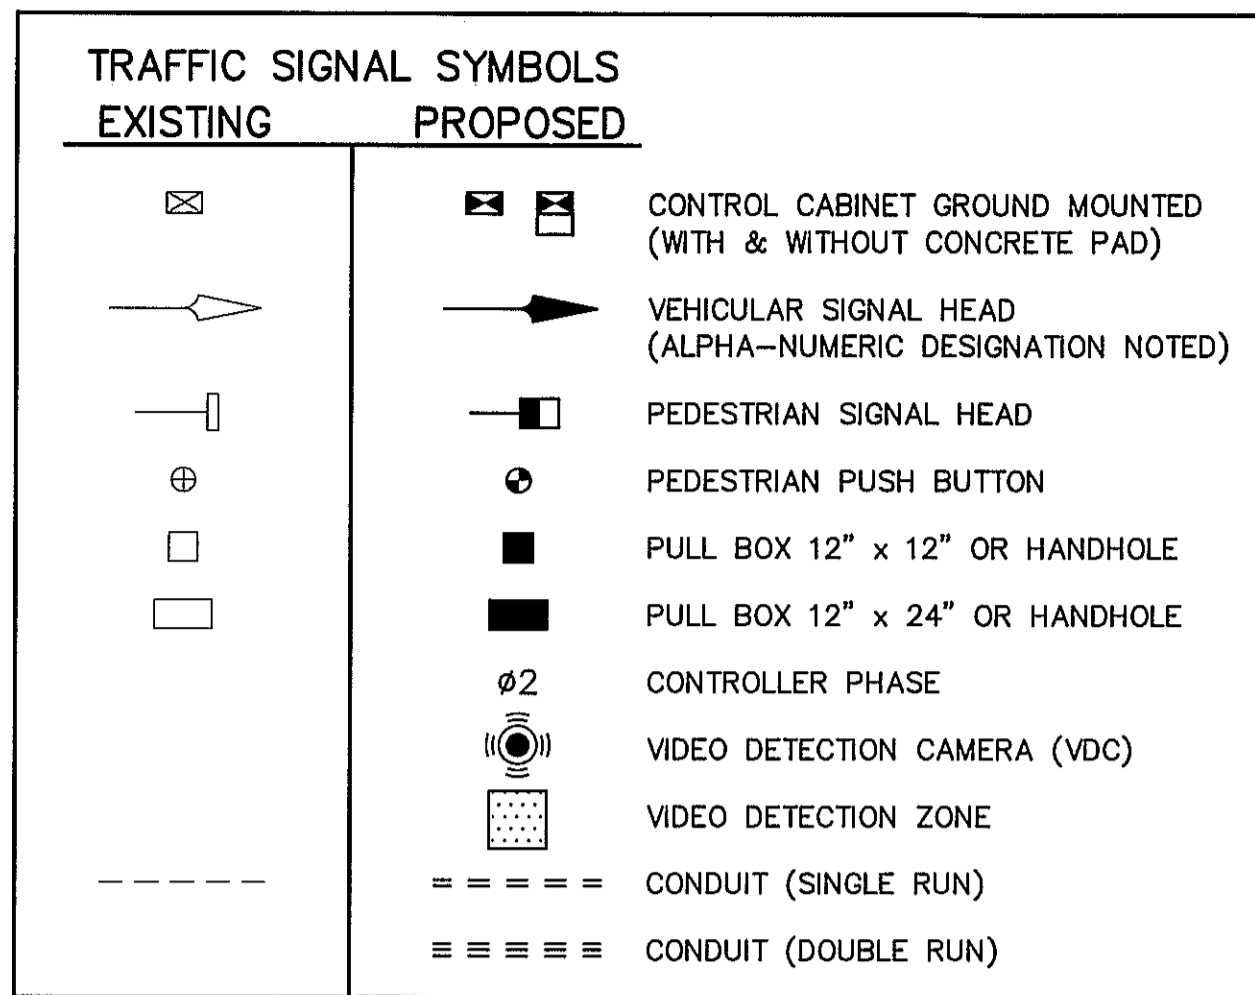 TRAFFIC SIGNAL SYMBOLS
EXISTING PROPOSED
CONTROL CABINET GROUND MOUNTED
(WITH & WITHOUT CONCRETE PAD)
VEHICULAR SIGNAL HEAD
(ALPHA–NUMERIC DESIGNATION NOTED)
PEDESTRIAN SIGNAL HEAD
PEDESTRIAN PUSH BUTTON
PULL BOX 12" x 12" OR HANDHOLE
PULL BOX 12" x 24" OR HANDHOLE
ø2 CONTROLLER PHASE
VIDEO DETECTION CAMERA (VDC)
VIDEO DETECTION ZONE
CONDUIT (SINGLE RUN)
CONDUIT (DOUBLE RUN)